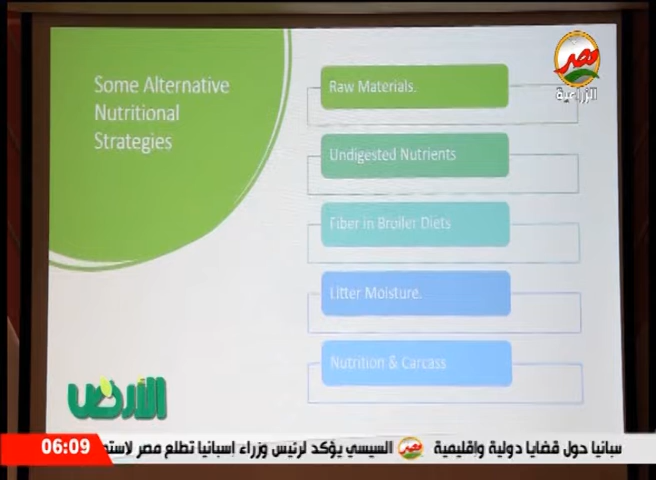 Some Alternative
Nutritional
Strategies
Raw Materials.
Undigested Nutrients
Fiber in Broiler Diets
Litter Moisture.
Nutrition & Carcass
مصر
الزراعية
الأرض
06:09
سبانيا حول قضايا دولية وإقليمية مصر السيسي يؤكد لرئيس وزراء إسبانيا تطلع مصر لاستم